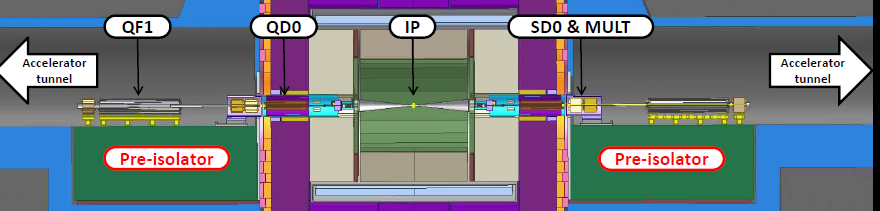 QF1
QD0
IP
SD0 & MULT
Accelerator
tunnel
Accelerator
tunnel
Pre-isolator
Pre-isolator